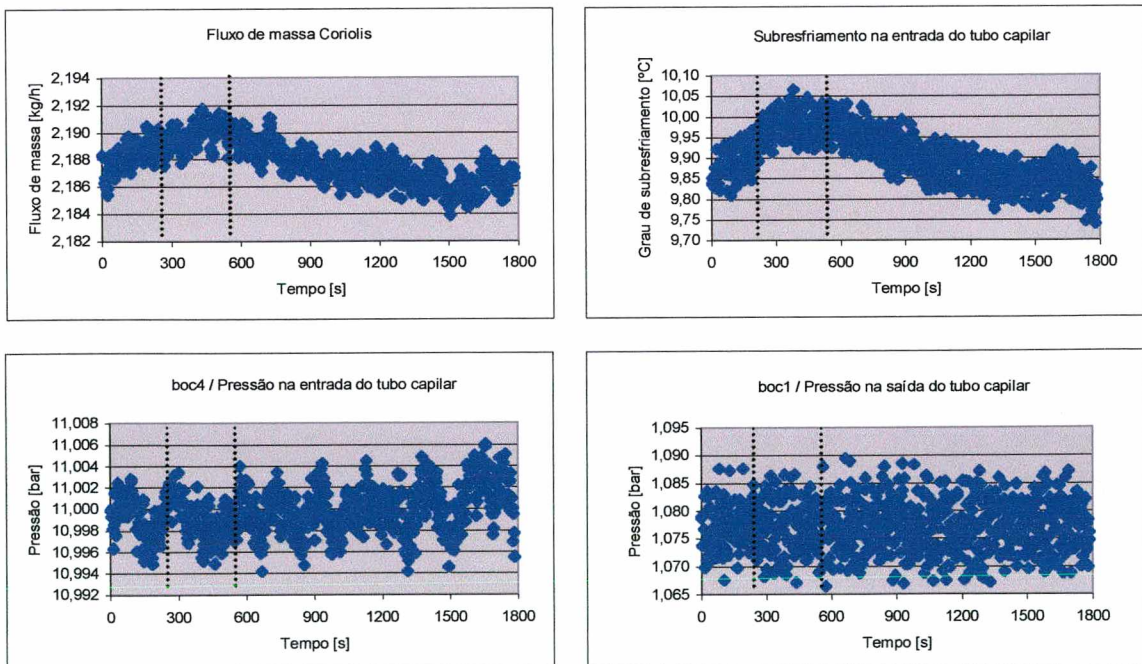 Fluxo de massa Coriolis
Fluxo de massa [kg/h]
2,194
2,192
2,190
2,188
2,186
2,184
2,182
0 300 600 900 1200 1500 1800
Tempo [s]
Subresfriamento na entrada do tubo capilar
Grau de subresfriamento [ºC]
10,10
10,05
10,00
9,95
9,90
9,85
9,80
9,75
9,70
0 300 600 900 1200 1500 1800
Tempo [s]
boc4 / Pressão na entrada do tubo capilar
Pressão [bar]
11,008
11,006
11,004
11,002
11,000
10,998
10,996
10,994
10,992
0 300 600 900 1200 1500 1800
Tempo [s]
boc1 / Pressão na saída do tubo capilar
Pressão [bar]
1,095
1,090
1,085
1,080
1,075
1,070
1,065
0 300 600 900 1200 1500 1800
Tempo [s]